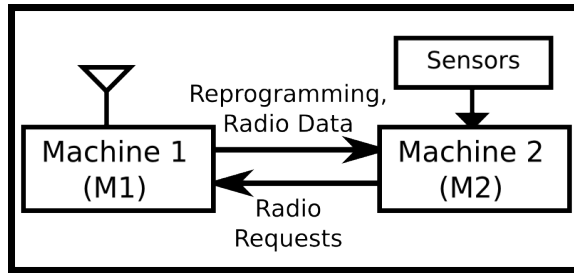 Sensors
Reprogramming,
Radio Data
Machine 1
(M1)
Machine 2
(M2)
Radio
Requests